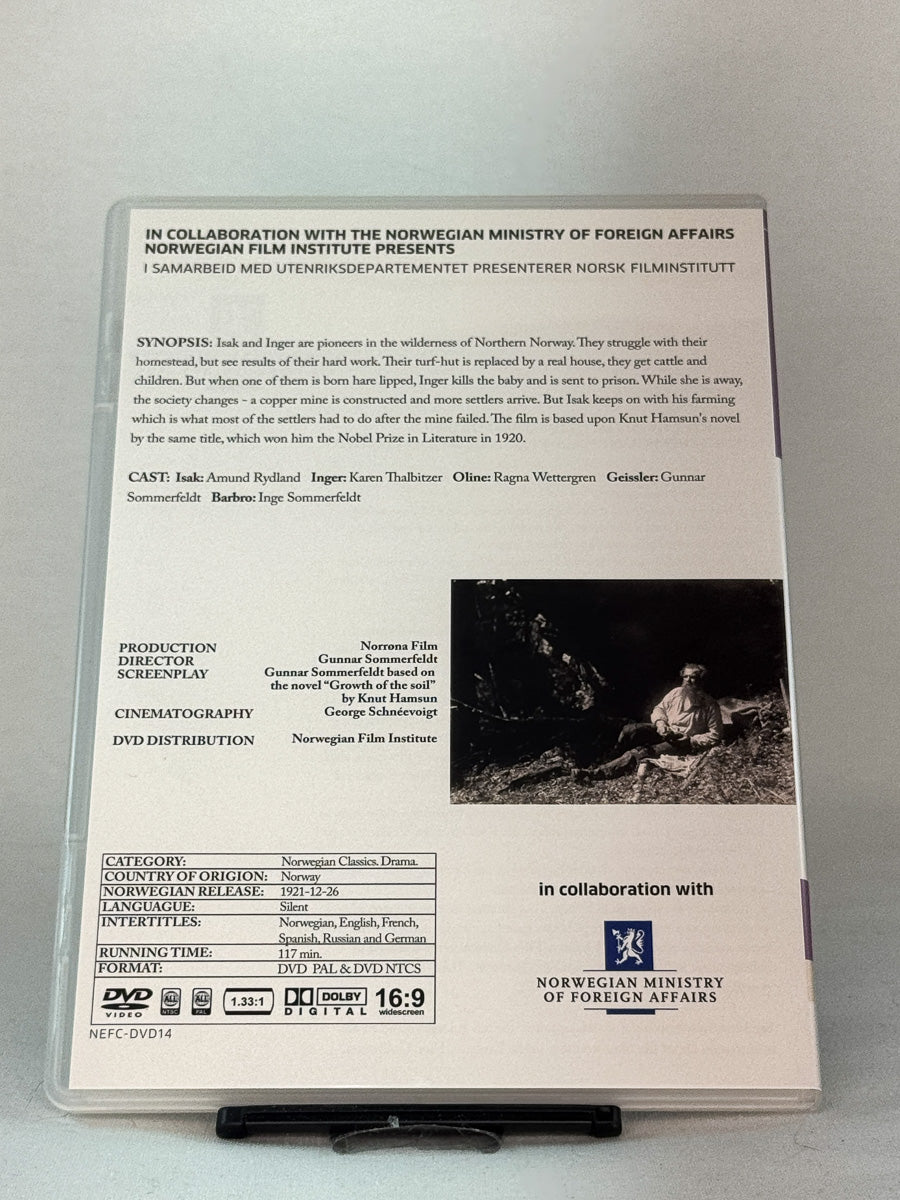 IN COLLABORATION WITH THE NORWEGIAN MINISTRY OF FOREIGN AFFAIRS
NORWEGIAN FILM INSTITUTE PRESENTS
I SAMARBEID MED UTENRIKSDEPARTEMENTET PRESENTERER NORSK FILMINSTITUTT
SYNOPSIS: Isak and Inger are pioneers in the wilderness of Northern Norway. They struggle with their
homestead, but see results of their hard work. Their turf-hut is replaced by a real house, they get cattle and
children. But when one of them is born hare lipped, Inger kills the baby and is sent to prison. While she is away,
the society changes - a copper mine is constructed and more settlers arrive. But Isak keeps on with his farming
which is what most of the settlers had to do after the mine failed. The film is based upon Knut Hamsun's novel
by the same title, which won him the Nobel Prize in Literature in 1920.
CAST: Isak: Amund Rydland Inger: Karen Thalbitzer Oline: Ragna Wettergren Geissler: Gunnar
Sommerfeldt Barbro: Inge Sommerfeldt
PRODUCTION Norrøna Film
DIRECTOR Gunnar Sommerfeldt
SCREENPLAY Gunnar Sommerfeldt based on
the novel "Growth of the soil"
by Knut Hamsun
CINEMATOGRAPHY George Schnéevoigt
DVD DISTRIBUTION Norwegian Film Institute
CATEGORY: Norwegian Classics. Drama.
COUNTRY OF ORIGION: Norway
NORWEGIAN RELEASE: 1921-12-26
LANGUAGUE: Silent
INTERTITLES: Norwegian, English, French,
Spanish, Russian and German
RUNNING TIME: 117 min.
FORMAT: DVD PAL & DVD NTCS
DVD VIDEO ALL NTSC ALL PAL 1.33:1 DOLBY DIGITAL 16:9 widescreen
NEFC-DVD14
in collaboration with
NORWEGIAN MINISTRY
OF FOREIGN AFFAIRS